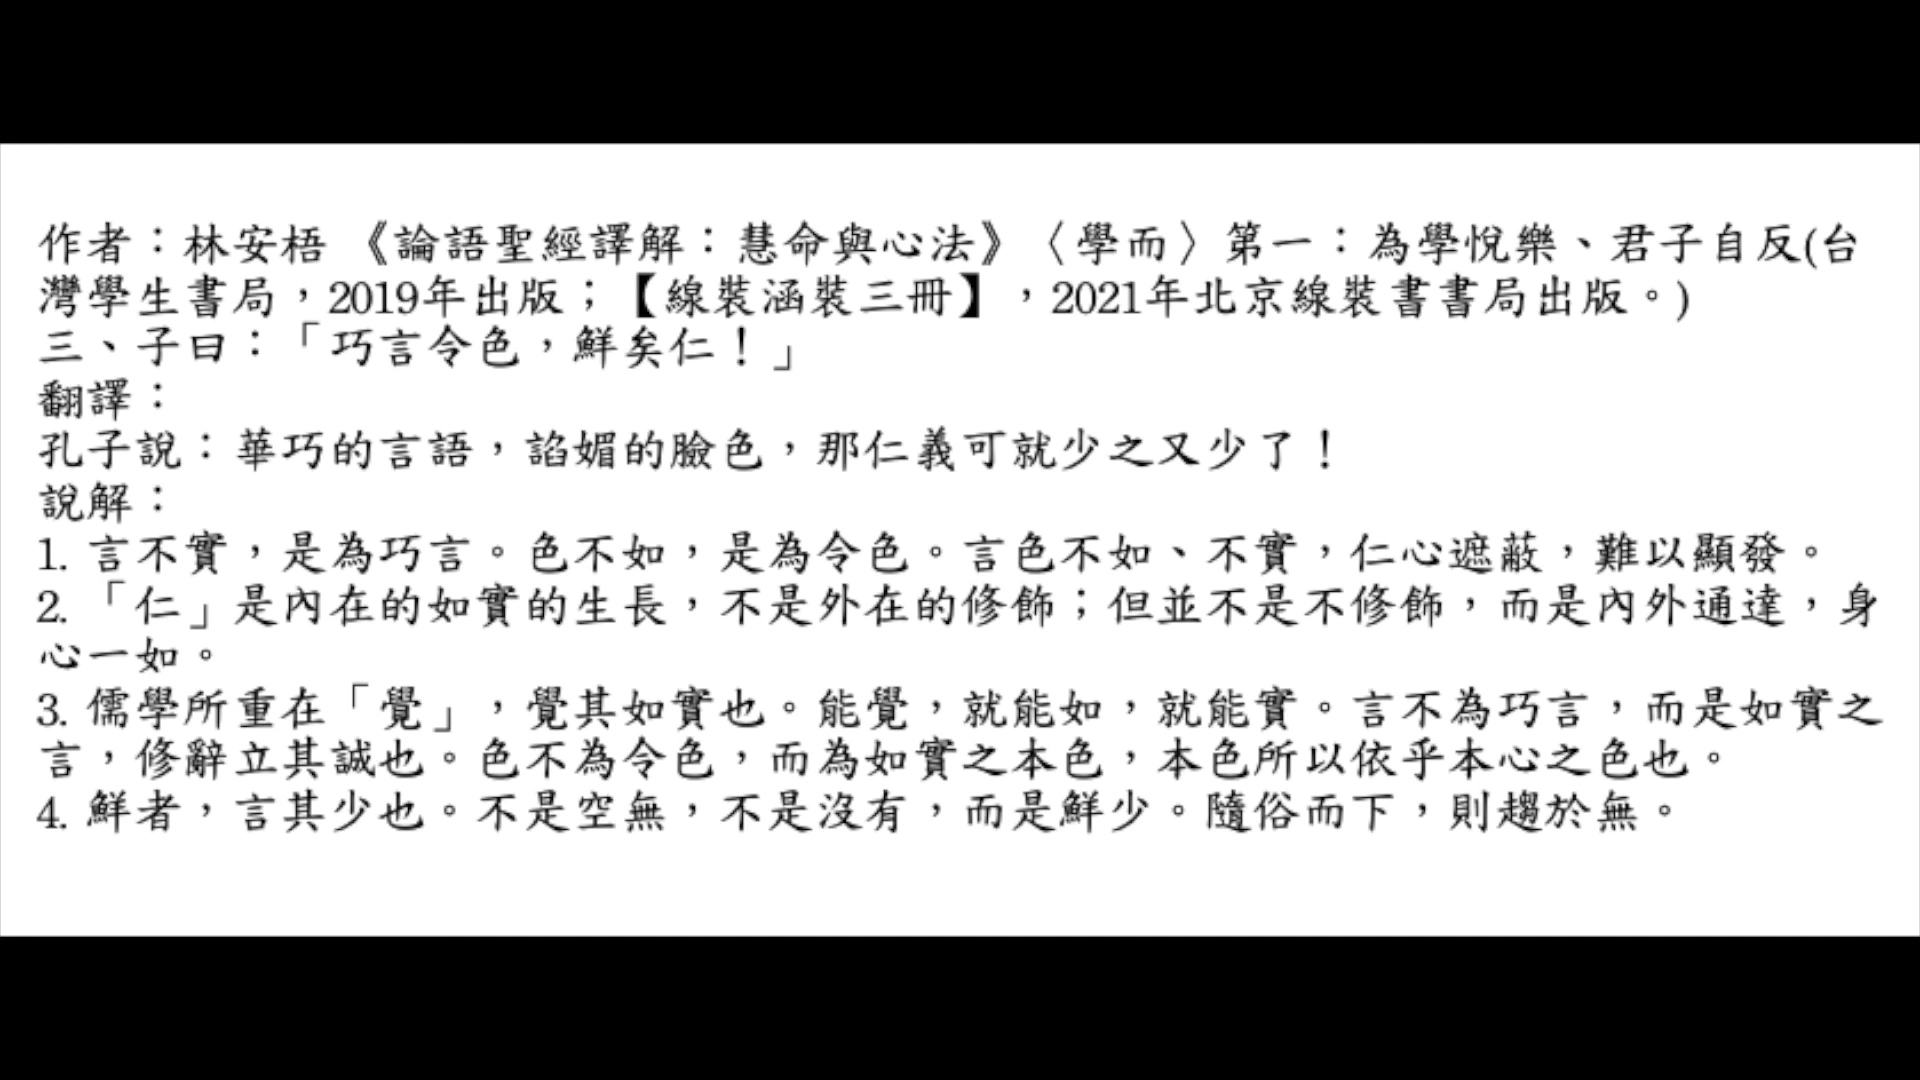 作者：林安梧 《論語聖經譯解：慧命與心法》〈學而〉第一：為學悅樂、君子自反(台
灣學生書局，2019年出版；【線裝涵裝三冊】，2021年北京線裝書書局出版。)
三、子曰：「巧言令色，鮮矣仁！」
翻譯：
孔子說：華巧的言語，諂媚的臉色，那仁義可就少之又少了！
說解：
1. 言不實，是為巧言。色不如，是為令色。言色不如、不實，仁心遮蔽，難以顯發。
2. 「仁」是內在的如實的生長，不是外在的修飾；但並不是不修飾，而是內外通達，身
心一如。
3. 儒學所重在「覺」，覺其如實也。能覺，就能如，就能實。言不為巧言，而是如實之
言，修辭立其誠也。色不為令色，而為如實之本色，本色所以依乎本心之色也。
4. 鮮者，言其少也。不是空無，不是沒有，而是鮮少。隨俗而下，則趨於無。